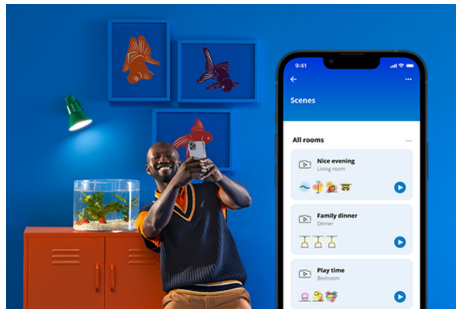 9:41
Scenes
All rooms
Nice evening
Living room
Family dinner
Dinner
Play time
Bedroom